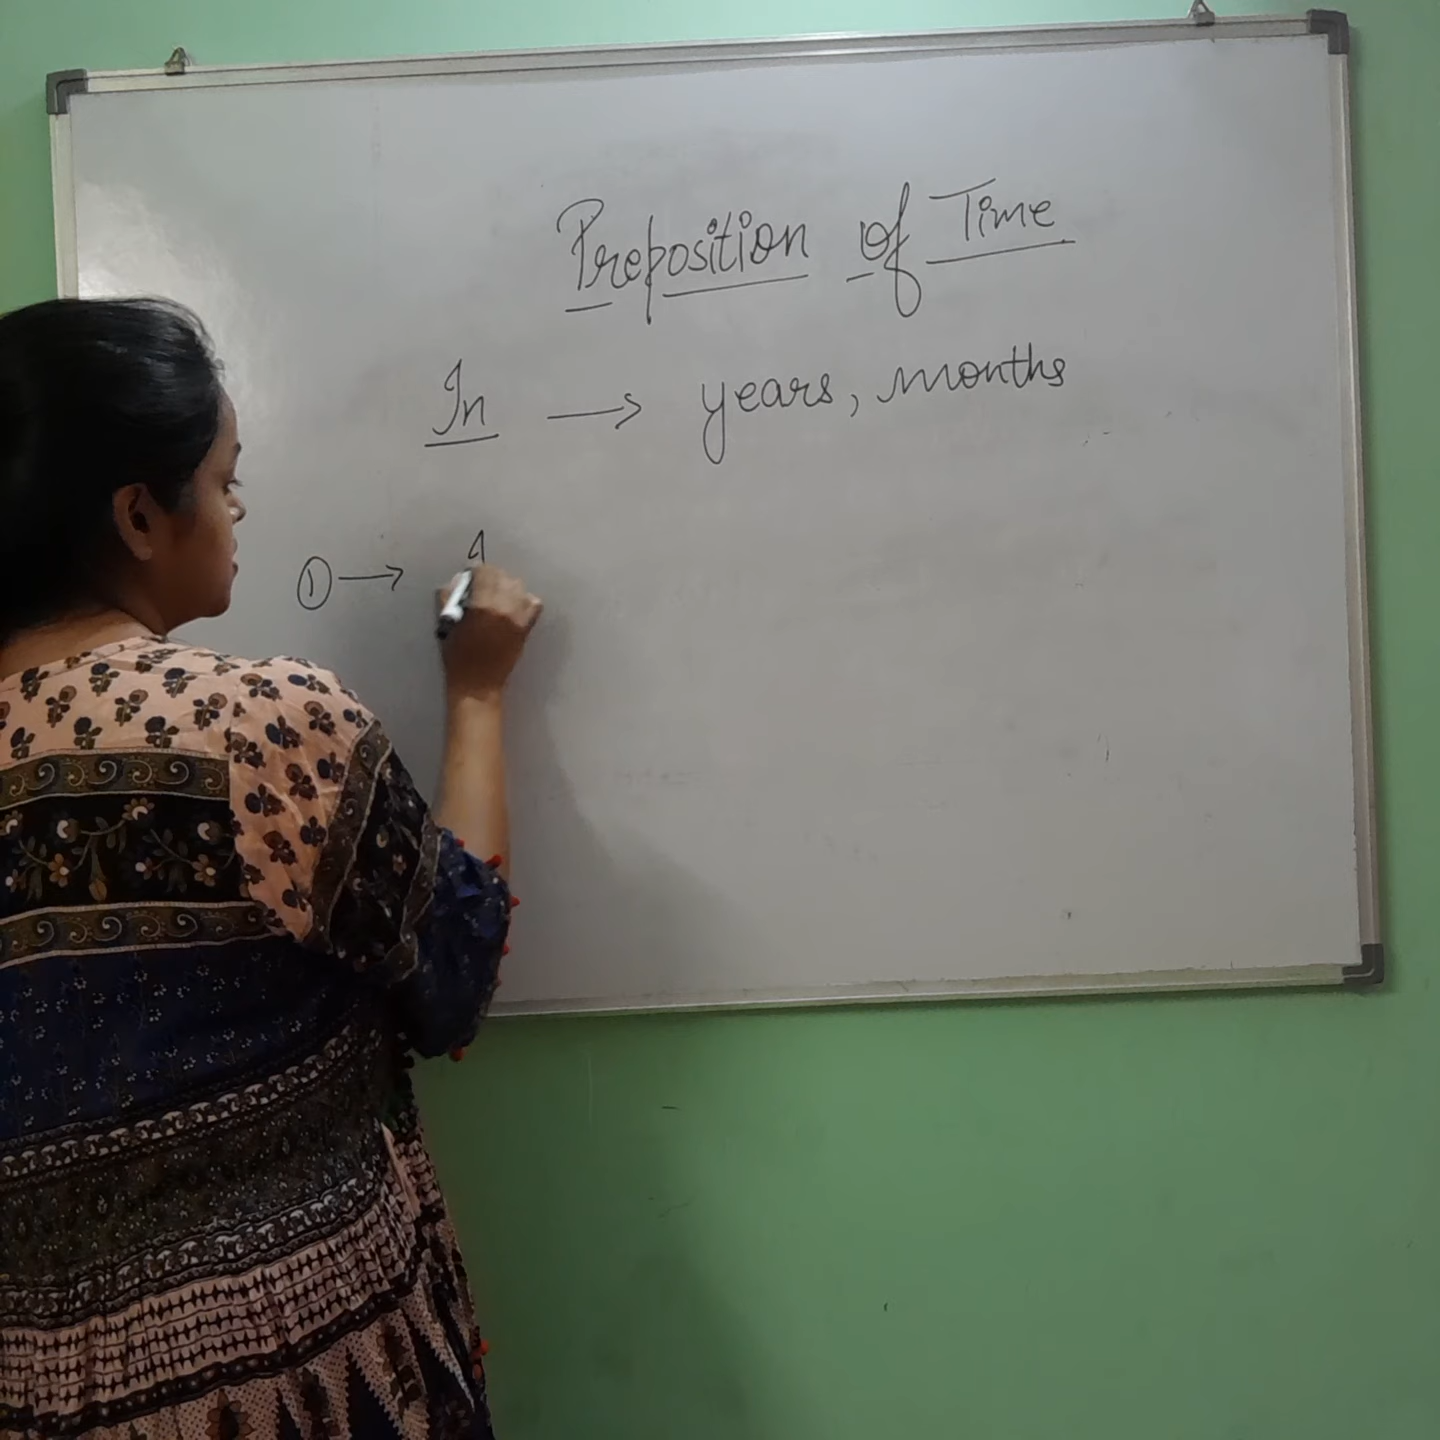 Preposition of Time
In → years, months
① →